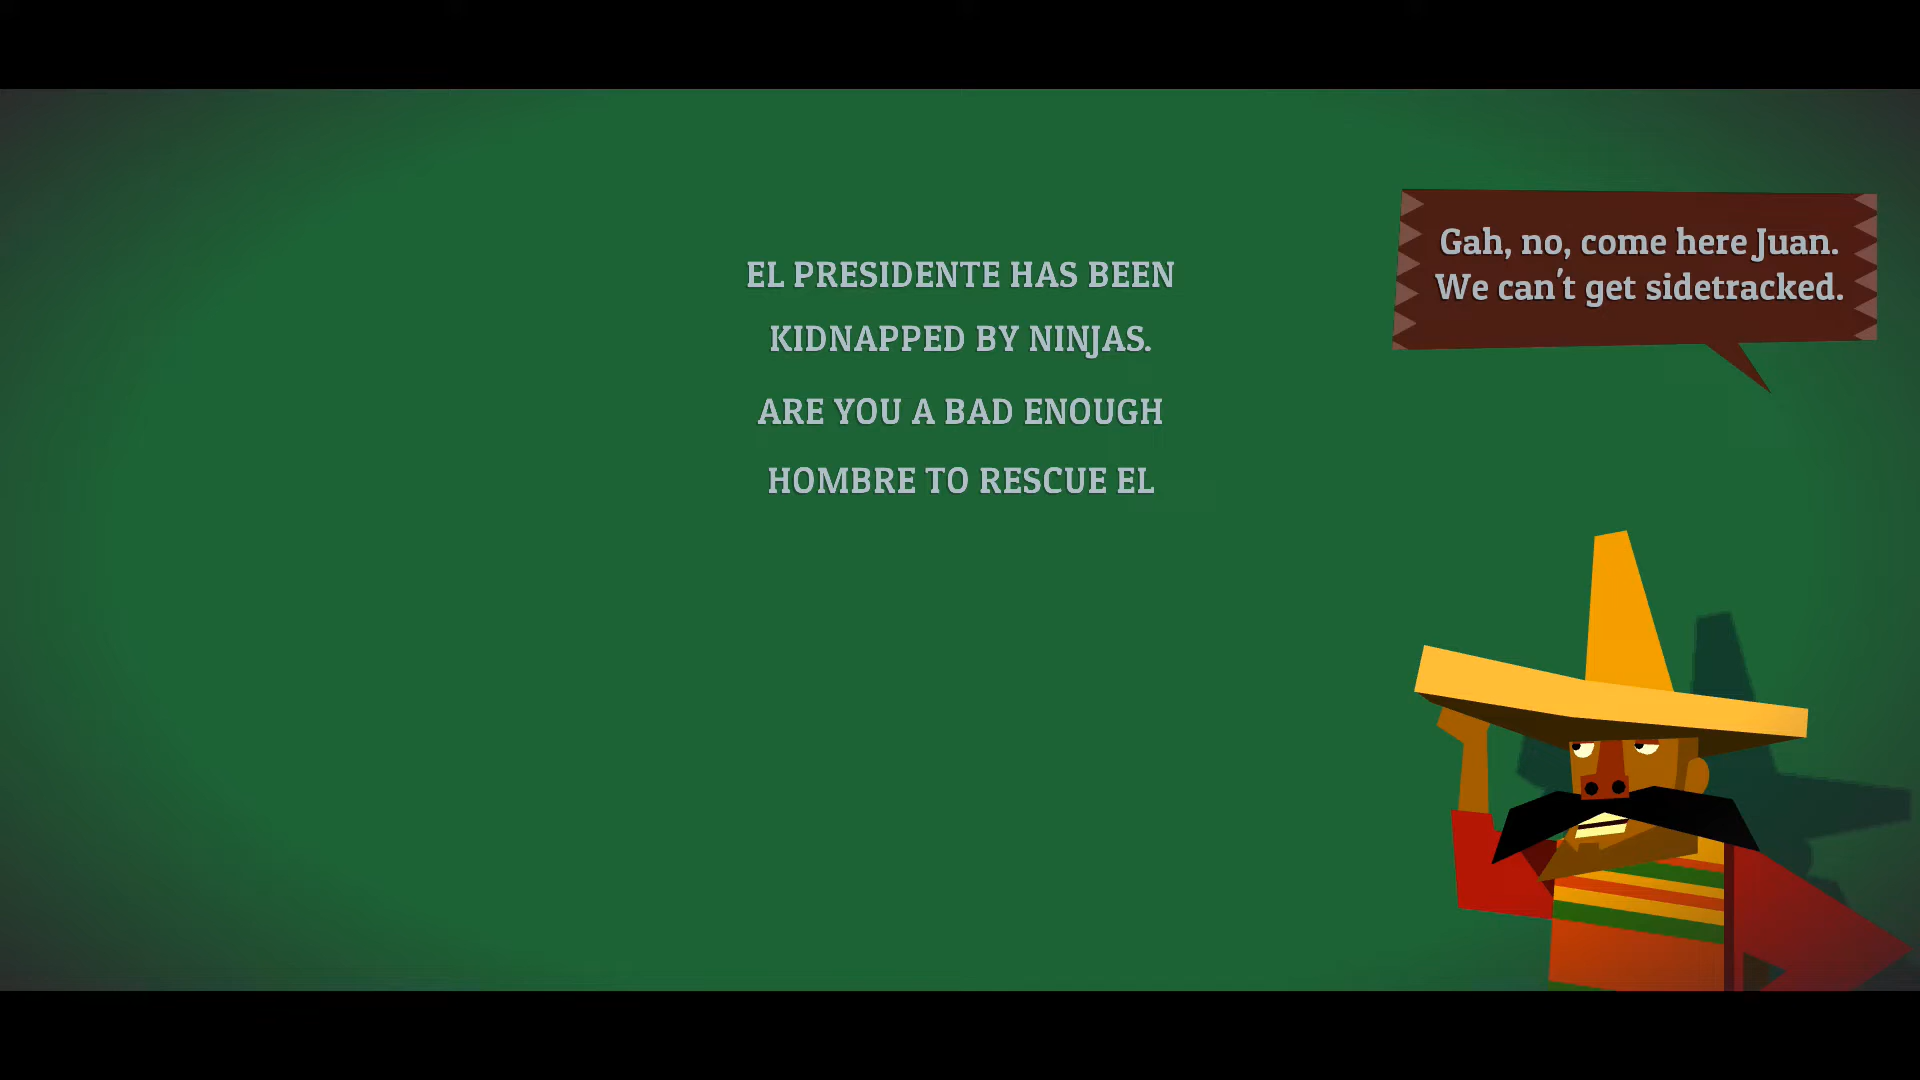 EL PRESIDENTE HAS BEEN
KIDNAPPED BY NINJAS.
ARE YOU A BAD ENOUGH
HOMBRE TO RESCUE EL
Gah, no, come here Juan.
We can't get sidetracked.